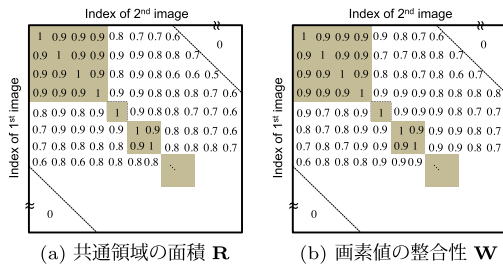 Index of 2nd image
Index of 1st image
0
1 0.9 0.9 0.9 0.8 0.7 0.7 0.6
0.9 1 0.9 0.9 0.9 0.8 0.8 0.7
0.9 0.9 1 0.9 0.9 0.8 0.7 0.6 0.5
0.9 0.9 0.9 1 0.9 0.8 0.8 0.8 0.7 0.6
0.8 0.9 0.9 0.9 1 0.9 0.9 0.8 0.8 0.7
0.7 0.9 0.9 0.9 0.9 1 0.9 0.7 0.8 0.6
0.7 0.8 0.8 0.8 0.9 0.9 1 0.8 0.8 0.7
0.6 0.8 0.6 0.8 0.8 0.8 0.8
0
(a) 共通領域の面積 R
Index of 2nd image
Index of 1st image
0
1 0.9 0.9 0.9 0.8 0.7 0.7 0.6
0.9 1 0.9 0.9 0.9 0.8 0.8 0.7
0.9 0.9 1 0.9 0.9 0.8 0.8 0.7 0.6
0.9 0.9 0.9 1 0.9 0.9 0.8 0.8 0.8 0.7
0.8 0.9 0.9 0.9 1 0.9 0.9 0.8 0.8 0.7
0.7 0.9 0.9 0.9 0.9 1 0.9 0.7 0.8 0.6
0.7 0.8 0.8 0.8 0.9 0.9 1 0.8 0.8 0.7
0.6 0.8 0.6 0.8 0.8 0.9 0.9
0
(b) 画素値の整合性 W